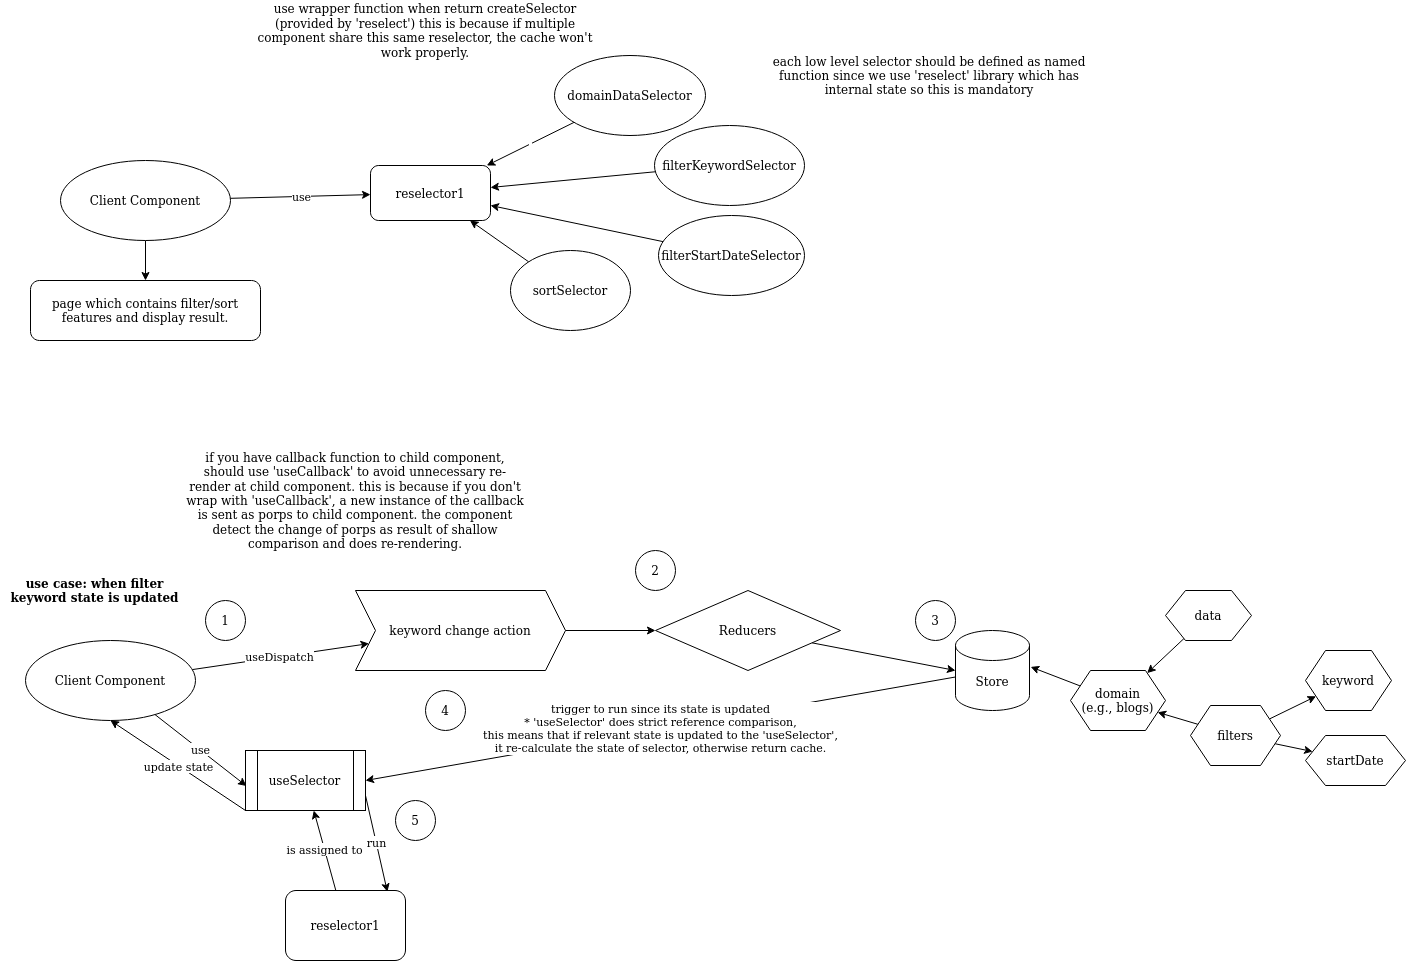 use wrapper function when return createSelector
(provided by 'reselect') this is because if multiple
component share this same reselector, the cache won't
work properly.
each low level selector should be defined as named
function since we use 'reselect' library which has
internal state so this is mandatory
domainDataSelector
filterKeywordSelector
Client Component
use
reselector1
filterStartDateSelector
sortSelector
page which contains filter/sort
features and display result.
if you have callback function to child component,
should use 'useCallback' to avoid unnecessary re-
render at child component. this is because if you don't
wrap with 'useCallback', a new instance of the callback
is sent as porps to child component. the component
detect the change of porps as result of shallow
comparison and does re-rendering.
use case: when filter
keyword state is updated
1
2
3
keyword change action
Reducers
data
useDispatch
Client Component
Store
domain
(e.g., blogs)
keyword
filters
startDate
4
trigger to run since its state is updated
* 'useSelector' does strict reference comparison,
this means that if relevant state is updated to the 'useSelector',
it re-calculate the state of selector, otherwise return cache.
use
update state
useSelector
5
is assigned to
run
reselector1